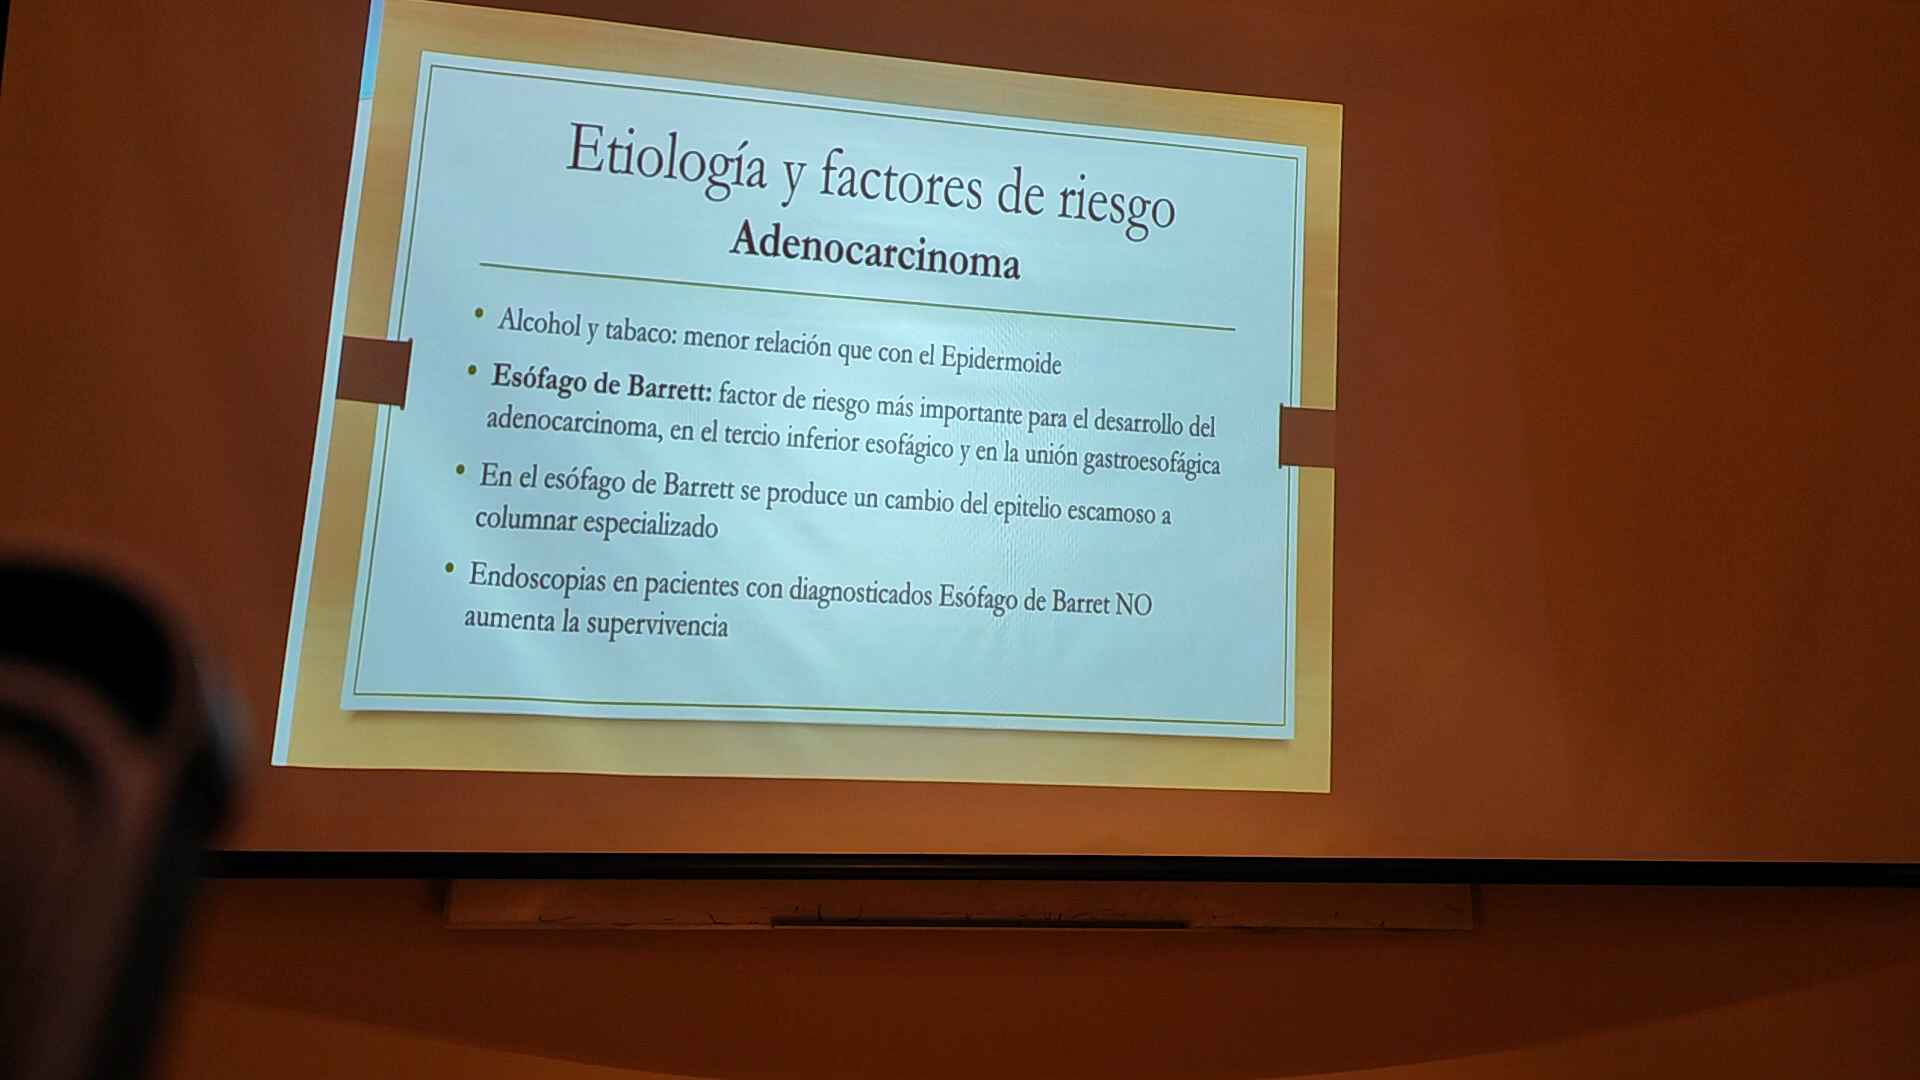 Etiología y factores de riesgo
Adenocarcinoma
• Alcohol y tabaco: menor relación que con el Epidermoide
• Esófago de Barrett: factor de riesgo más importante para el desarrollo del
adenocarcinoma, en el tercio inferior esofágico y en la unión gastroesofágica
• En el esófago de Barrett se produce un cambio del epitelio escamoso a
columnar especializado
• Endoscopias en pacientes con diagnosticados Esófago de Barret NO
aumenta la supervivencia